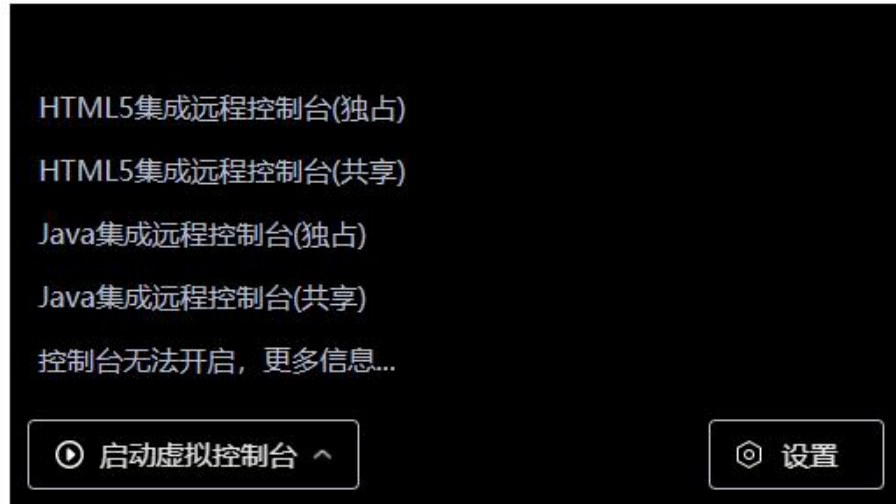 HTML5集成远程控制台(独占)
HTML5集成远程控制台(共享)
Java集成远程控制台(独占)
Java集成远程控制台(共享)
控制台无法开启，更多信息...
启动虚拟控制台
设置